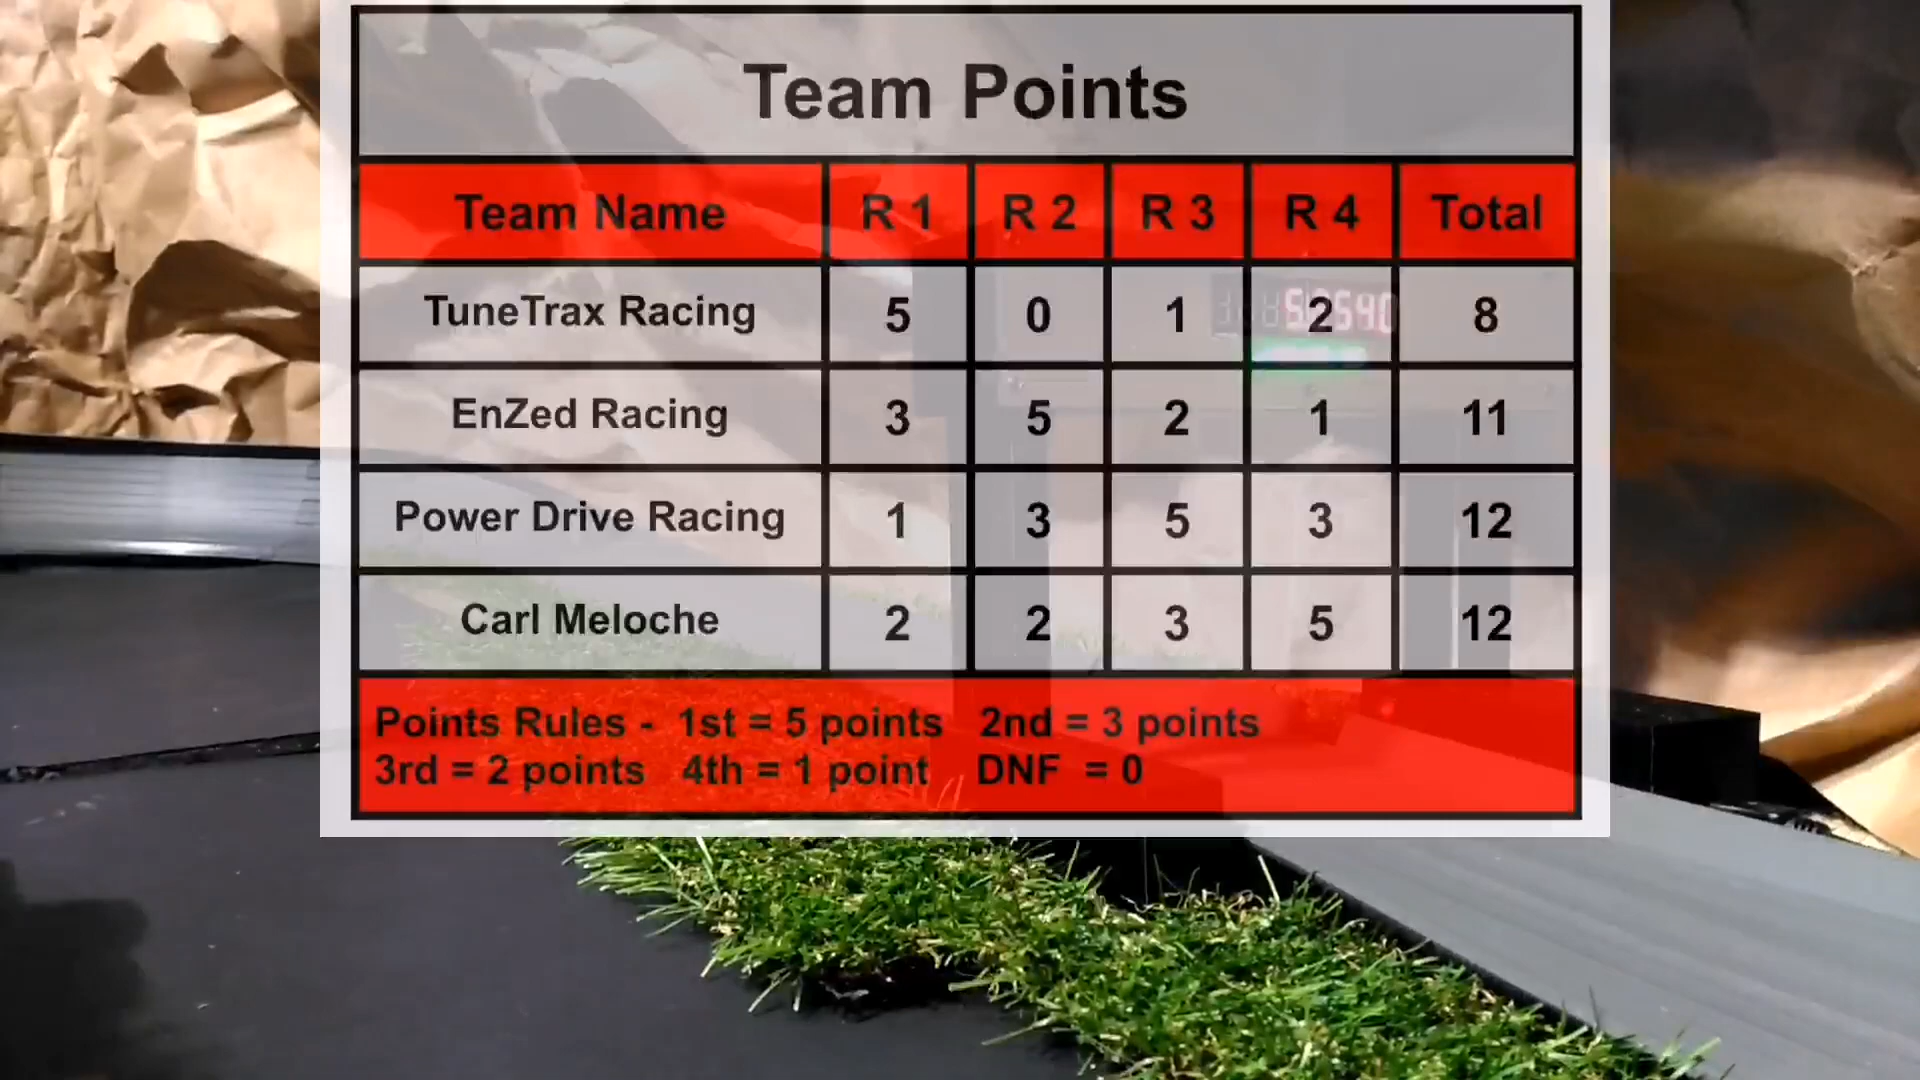 Team Points
Team Name R 1 R 2 R 3 R 4 Total
TuneTrax Racing 5 0 1 2 8
EnZed Racing 3 5 2 1 11
Power Drive Racing 1 3 5 3 12
Carl Meloche 2 2 3 5 12
Points Rules - 1st = 5 points 2nd = 3 points
3rd = 2 points 4th = 1 point DNF = 0